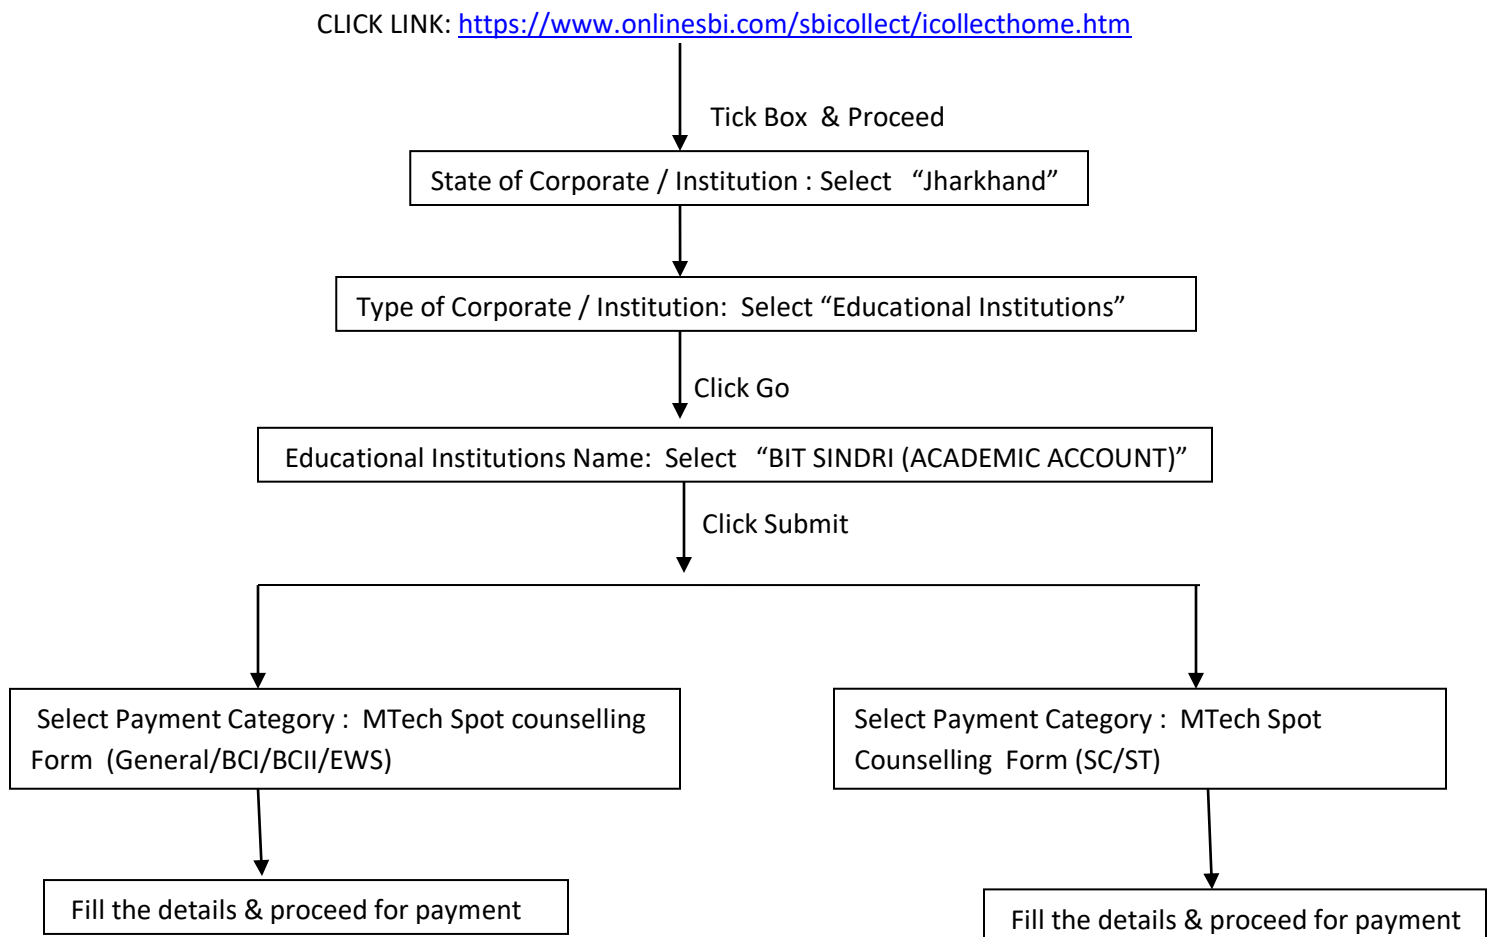 CLICK LINK: https://www.onlinesbi.com/sbicollect/icollecthome.htm
Tick Box & Proceed
State of Corporate / Institution : Select “Jharkhand”
Type of Corporate / Institution: Select “Educational Institutions”
Click Go
Educational Institutions Name: Select “BIT SINDRI (ACADEMIC ACCOUNT)”
Click Submit
Select Payment Category : MTech Spot counselling
Form (General/BCI/BCII/EWS)
Select Payment Category : MTech Spot
Counselling Form (SC/ST)
Fill the details & proceed for payment
Fill the details & proceed for payment